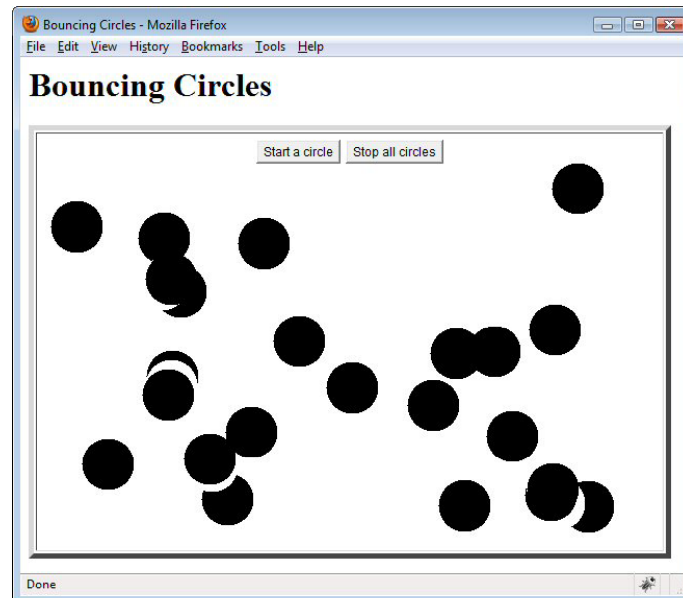 Bouncing Circles - Mozilla Firefox
File Edit View History Bookmarks Tools Help
Bouncing Circles
Start a circle Stop all circles
Done